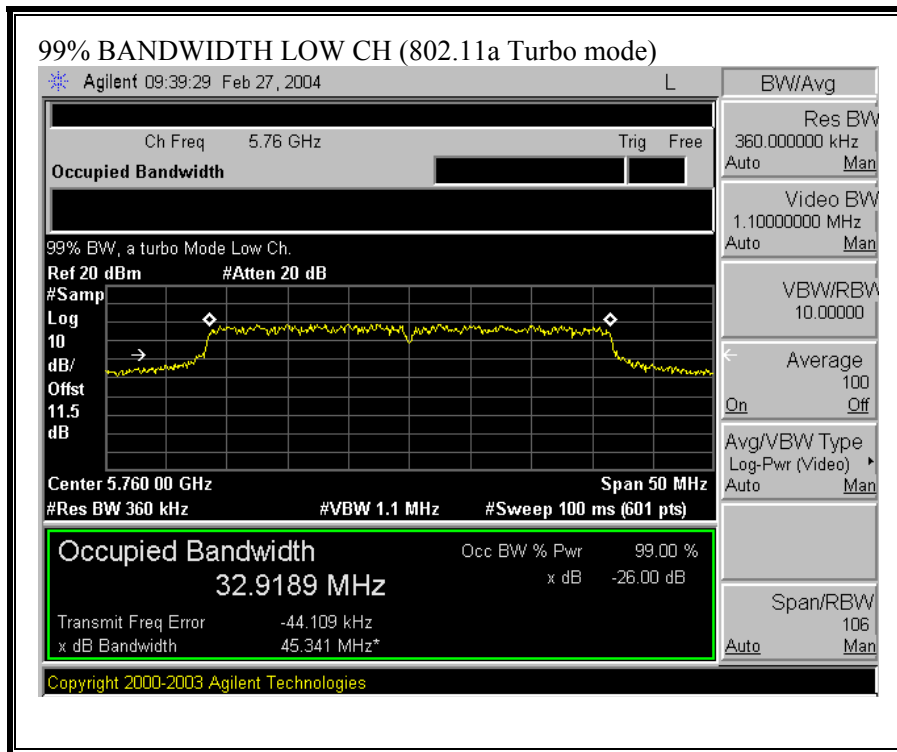 99% BANDWIDTH LOW CH (802.11a Turbo mode)
Agilent 09:39:29 Feb 27, 2004 L
BW/Avg
Ch Freq 5.76 GHz Trig Free
Occupied Bandwidth
99% BW, a turbo Mode Low Ch.
Ref 20 dBm #Atten 20 dB
#Samp
Log
10
dB/
Offst
11.5
dB
Center 5.760 00 GHz Span 50 MHz
#Res BW 360 kHz #VBW 1.1 MHz #Sweep 100 ms (601 pts)
Occupied Bandwidth
32.9189 MHz
Occ BW % Pwr 99.00 %
x dB -26.00 dB
Transmit Freq Error -44.109 kHz
x dB Bandwidth 45.341 MHz*
Res BW
360.000000 kHz
Auto Man
Video BW
1.10000000 MHz
Auto Man
VBW/RBW
10.00000
Average
100
On Off
Avg/VBW Type
Log-Pwr (Video)
Auto Man
Span/RBW
106
Auto Man
Copyright 2000-2003 Agilent Technologies